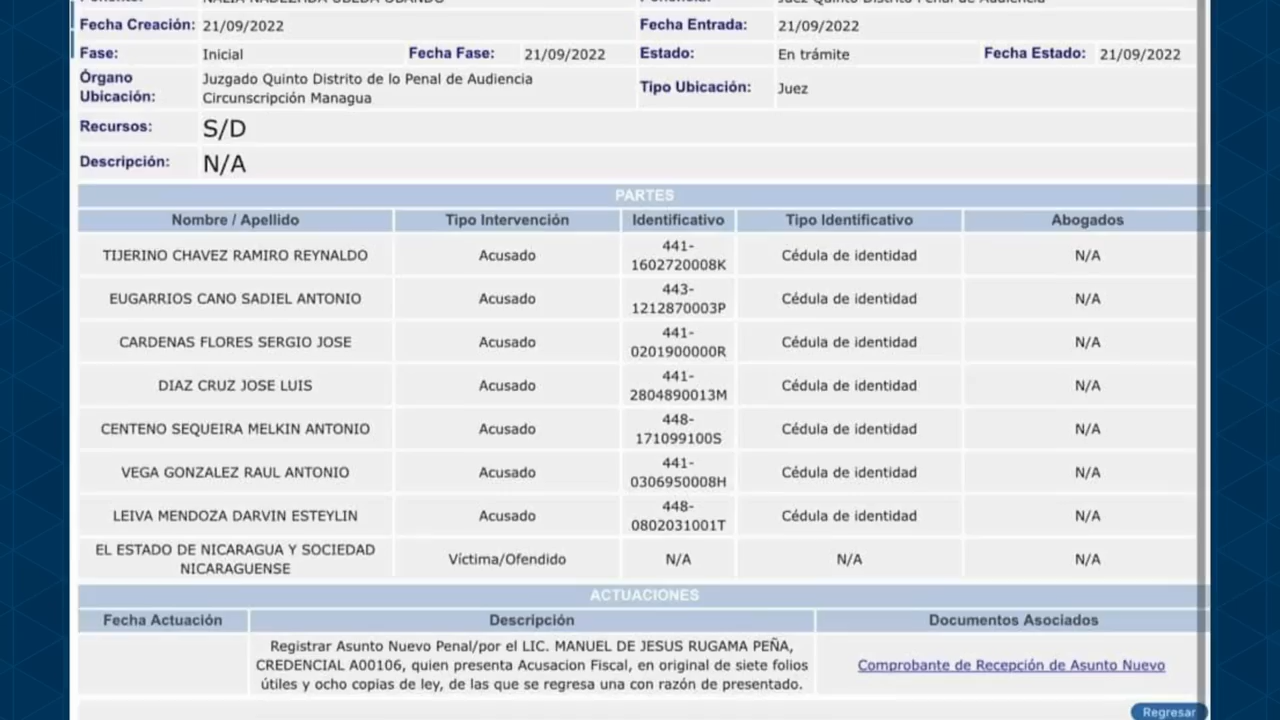 Fecha Creación: 21/09/2022 Fecha Entrada: 21/09/2022
Fase: Inicial Fecha Fase: 21/09/2022 Estado: En trámite Fecha Estado: 21/09/2022
Órgano Ubicación: Juzgado Quinto Distrito de lo Penal de Audiencia Circunscripción Managua Tipo Ubicación: Juez
Recursos: S/D
Descripción: N/A
PARTES
Nombre / Apellido Tipo Intervención Identificativo Tipo Identificativo Abogados
TIJERINO CHAVEZ RAMIRO REYNALDO Acusado 441-1602720008K Cédula de identidad N/A
EUGARRIOS CANO SADIEL ANTONIO Acusado 443-1212870003P Cédula de identidad N/A
CARDENAS FLORES SERGIO JOSE Acusado 441-0201900000R Cédula de identidad N/A
DIAZ CRUZ JOSE LUIS Acusado 441-2804890013M Cédula de identidad N/A
CENTENO SEQUEIRA MELKIN ANTONIO Acusado 448-171099100S Cédula de identidad N/A
VEGA GONZALEZ RAUL ANTONIO Acusado 441-0306950008H Cédula de identidad N/A
LEIVA MENDOZA DARVIN ESTEYLIN Acusado 448-0802031001T Cédula de identidad N/A
EL ESTADO DE NICARAGUA Y SOCIEDAD NICARAGUENSE Víctima/Ofendido N/A N/A N/A
ACTUACIONES
Fecha Actuación Descripción Documentos Asociados
Registrar Asunto Nuevo Penal/por el LIC. MANUEL DE JESUS RUGAMA PEÑA,
CREDENCIAL A00106, quien presenta Acusacion Fiscal, en original de siete folios
útiles y ocho copias de ley, de las que se regresa una con razón de presentado.
Comprobante de Recepción de Asunto Nuevo
Regresar